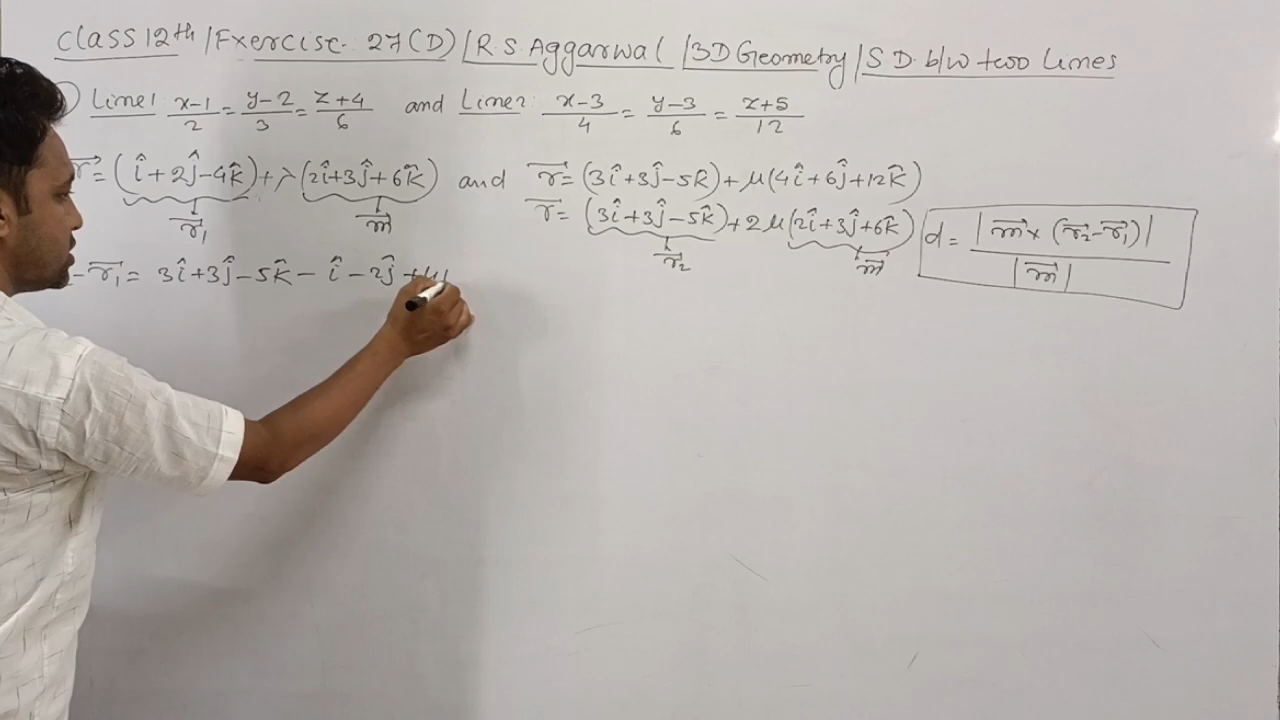 Class 12th / Exercise. 27(D) / R.S. Aggarwal / 3D Geometry / S D. b/w two Lines
) Line1 (x-1)/2 = (y-2)/3 = (z+4)/6 and Line2: (x-3)/4 = (y-3)/6 = (z+5)/12
r⃗ = (î + 2ĵ - 4k̂) + λ(2î + 3ĵ + 6k̂) and r⃗ = (3î + 3ĵ - 5k̂) + μ(4î + 6ĵ + 12k̂)
r⃗₁ m⃗ r⃗ = (3î + 3ĵ - 5k̂) + 2μ(2î + 3ĵ + 6k̂) d = |m⃗ × (r⃗₂ - r⃗₁)| / |m⃗|
r⃗₂ m⃗
- r⃗₁ = 3î + 3ĵ - 5k̂ - î - 2ĵ + 4